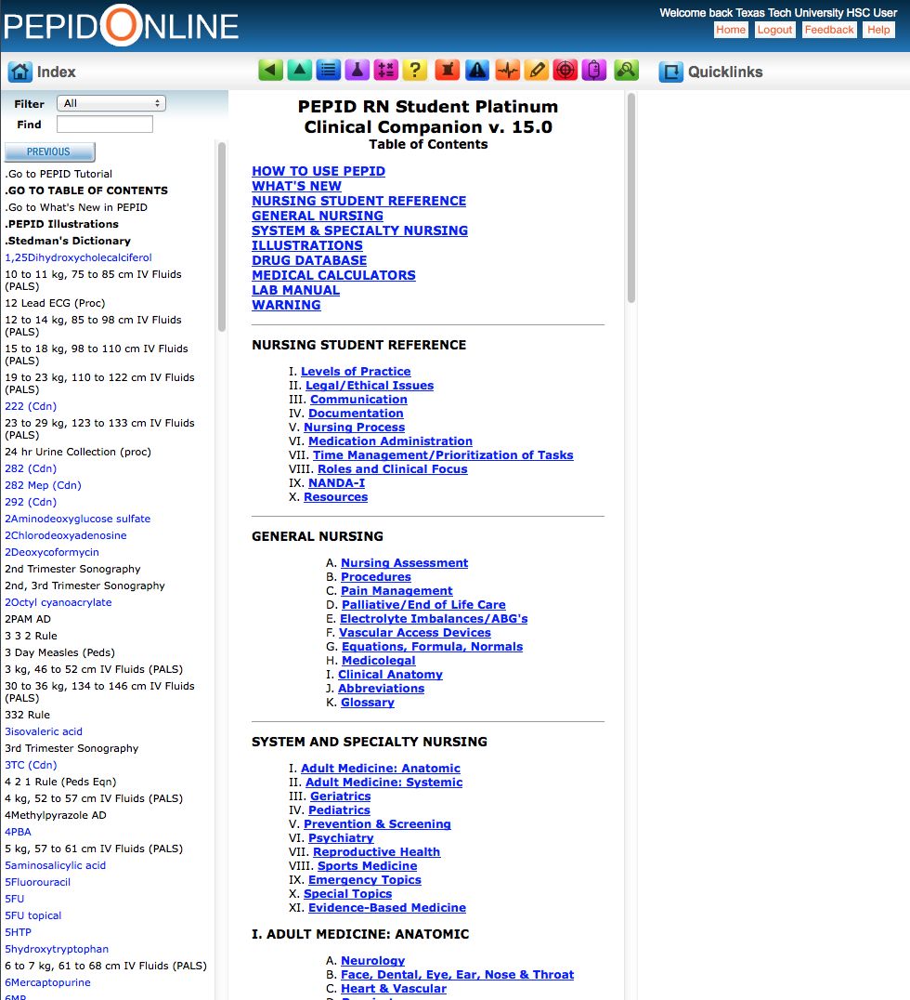 PEPID ONLINE
Welcome back Texas Tech University HSC User
Home Logout Feedback Help
Index
?
Quicklinks
Filter All
Find
PREVIOUS
.Go to PEPID Tutorial
.GO TO TABLE OF CONTENTS
.Go to What's New in PEPID
.PEPID Illustrations
.Stedman's Dictionary
1,25Dihydroxycholecalciferol
10 to 11 kg, 75 to 85 cm IV Fluids
(PALS)
12 Lead ECG (Proc)
12 to 14 kg, 85 to 98 cm IV Fluids
(PALS)
15 to 18 kg, 98 to 110 cm IV Fluids
(PALS)
19 to 23 kg, 110 to 122 cm IV Fluids
(PALS)
222 (Cdn)
23 to 29 kg, 123 to 133 cm IV Fluids
(PALS)
24 hr Urine Collection (proc)
282 (Cdn)
282 Mep (Cdn)
292 (Cdn)
2Aminodeoxyglucose sulfate
2Chlorodeoxyadenosine
2Deoxycoformycin
2nd Trimester Sonography
2nd, 3rd Trimester Sonography
2Octyl cyanoacrylate
2PAM AD
3 3 2 Rule
3 Day Measles (Peds)
3 kg, 46 to 52 cm IV Fluids (PALS)
30 to 36 kg, 134 to 146 cm IV Fluids
(PALS)
332 Rule
3isovaleric acid
3rd Trimester Sonography
3TC (Cdn)
4 2 1 Rule (Peds Eqn)
4 kg, 52 to 57 cm IV Fluids (PALS)
4Methylpyrazole AD
4PBA
5 kg, 57 to 61 cm IV Fluids (PALS)
5aminosalicylic acid
5Fluorouracil
5FU
5FU topical
5HTP
5hydroxytryptophan
6 to 7 kg, 61 to 68 cm IV Fluids (PALS)
6Mercaptopurine
6MP
PEPID RN Student Platinum
Clinical Companion v. 15.0
Table of Contents
HOW TO USE PEPID
WHAT'S NEW
NURSING STUDENT REFERENCE
GENERAL NURSING
SYSTEM & SPECIALTY NURSING
ILLUSTRATIONS
DRUG DATABASE
MEDICAL CALCULATORS
LAB MANUAL
WARNING
NURSING STUDENT REFERENCE
I. Levels of Practice
II. Legal/Ethical Issues
III. Communication
IV. Documentation
V. Nursing Process
VI. Medication Administration
VII. Time Management/Prioritization of Tasks
VIII. Roles and Clinical Focus
IX. NANDA-I
X. Resources
GENERAL NURSING
A. Nursing Assessment
B. Procedures
C. Pain Management
D. Palliative/End of Life Care
E. Electrolyte Imbalances/ABG's
F. Vascular Access Devices
G. Equations, Formula, Normals
H. Medicolegal
I. Clinical Anatomy
J. Abbreviations
K. Glossary
SYSTEM AND SPECIALTY NURSING
I. Adult Medicine: Anatomic
II. Adult Medicine: Systemic
III. Geriatrics
IV. Pediatrics
V. Prevention & Screening
VI. Psychiatry
VII. Reproductive Health
VIII. Sports Medicine
IX. Emergency Topics
X. Special Topics
XI. Evidence-Based Medicine
I. ADULT MEDICINE: ANATOMIC
A. Neurology
B. Face, Dental, Eye, Ear, Nose & Throat
C. Heart & Vascular